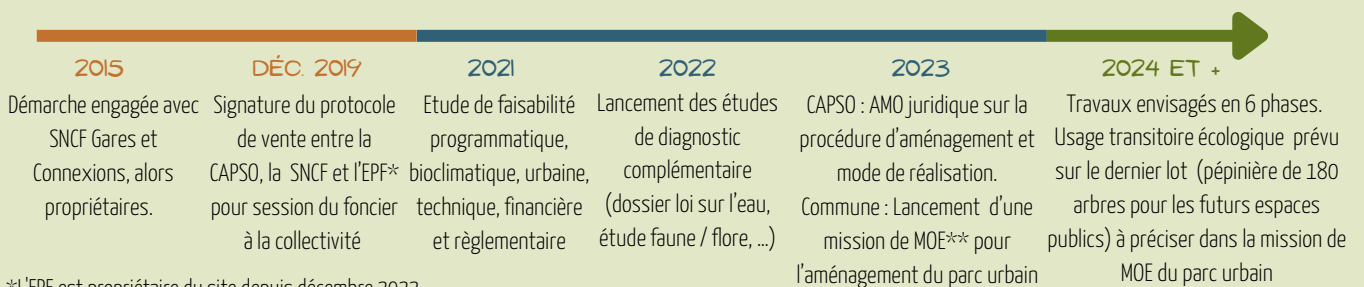 2015
Démarche engagée avec
SNCF Gares et
Connexions, alors
propriétaires.
DÉC. 2019
Signature du protocole
de vente entre la
CAPSO, la SNCF et l'EPF*
pour session du foncier
à la collectivité
2021
Etude de faisabilité
programmatique,
bioclimatique, urbaine,
technique, financière
et règlementaire
2022
Lancement des études
de diagnostic
complémentaire
(dossier loi sur l'eau,
étude faune / flore, ...)
2023
CAPSO : AMO juridique sur la
procédure d'aménagement et
mode de réalisation.
Commune : Lancement d'une
mission de MOE** pour
l'aménagement du parc urbain
2024 ET +
Travaux envisagés en 6 phases.
Usage transitoire écologique prévu
sur le dernier lot (pépinière de 180
arbres pour les futurs espaces
publics) à préciser dans la mission de
MOE du parc urbain
*L'EPF est propriétaire du site depuis décembre